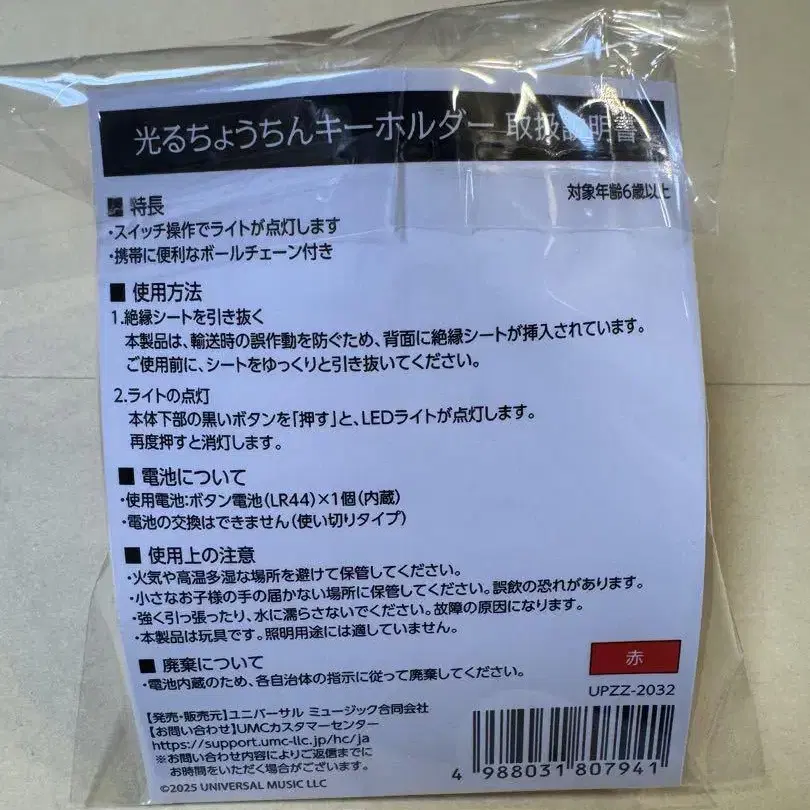 光るちょうちんキーホルダー 取扱説明書
対象年齢6歳以上
■ 特長
・スイッチ操作でライトが点灯します
・携帯に便利なボールチェーン付き
■ 使用方法
1.絶縁シートを引き抜く
本製品は、輸送時の誤作動を防ぐため、背面に絶縁シートが挿入されています。
ご使用前に、シートをゆっくりと引き抜いてください。
2.ライトの点灯
本体下部の黒いボタンを「押す」と、LEDライトが点灯します。
再度押すと消灯します。
■ 電池について
・使用電池:ボタン電池(LR44)×1個(内蔵)
・電池の交換はできません(使い切りタイプ)
■ 使用上の注意
・火気や高温多湿な場所を避けて保管してください。
・小さなお子様の手の届かない場所に保管してください。誤飲の恐れがあります。
・強く引っ張ったり、水に濡らさないでください。故障の原因になります。
・本製品は玩具です。照明用途には適していません。
■ 廃棄について
・電池内蔵のため、各自治体の指示に従って廃棄してください。
赤
UPZZ-2032
【発売・販売元】ユニバーサル ミュージック合同会社
【お問い合わせ】UMCカスタマーセンター
https://support.umc-llc.jp/hc/ja
※お問い合わせ内容によりご返信までに
お時間をいただく場合がございます。
©2025 UNIVERSAL MUSIC LLC
4 988031 807941